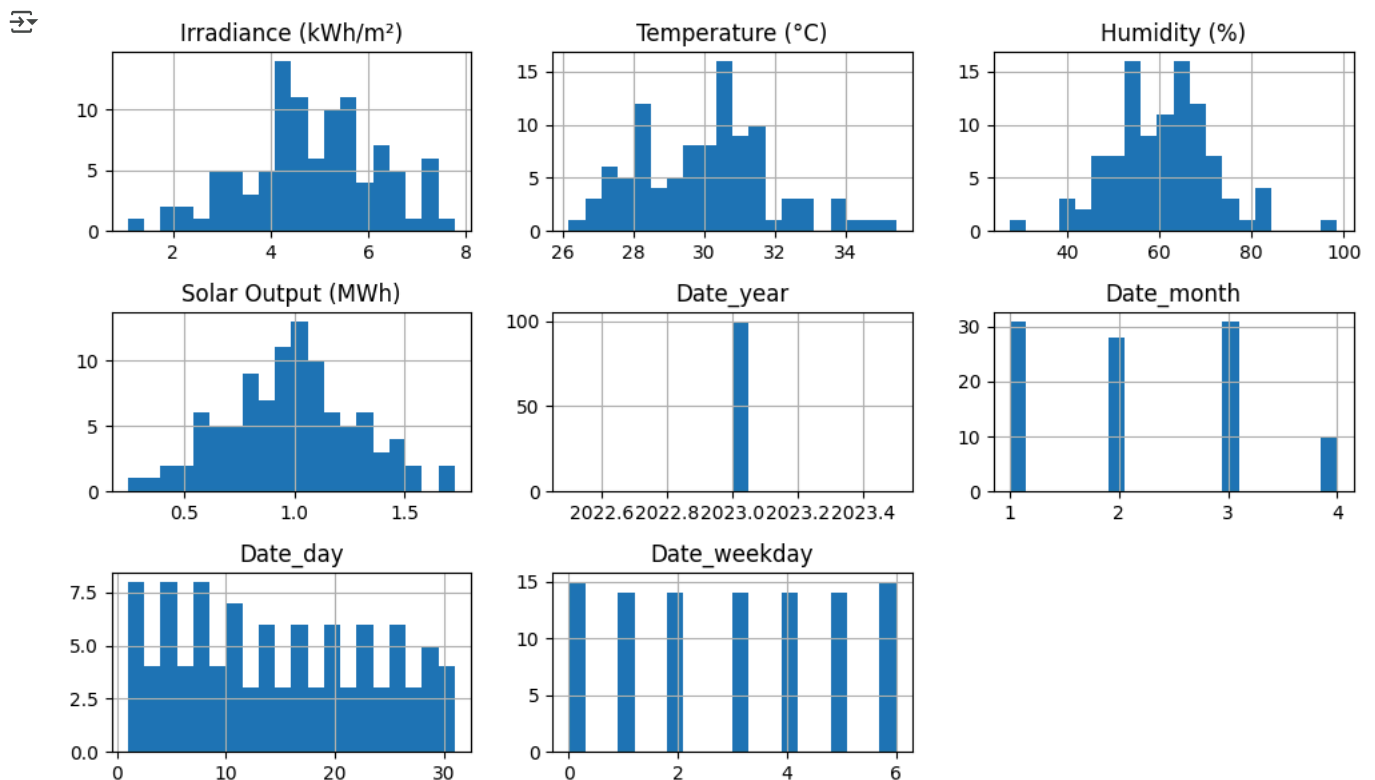 Irradiance (kWh/m²) Temperature (°C) Humidity (%)
10
5
0
2 4 6 8
15
10
5
0
26 28 30 32 34
15
10
5
0
40 60 80 100
Solar Output (MWh) Date_year Date_month
10
5
0
0.5 1.0 1.5
100
50
0
2022.6 2022.8 2023.0 2023.2 2023.4
30
20
10
0
1 2 3 4
Date_day Date_weekday
7.5
5.0
2.5
0.0
0 10 20 30
15
10
5
0
0 2 4 6